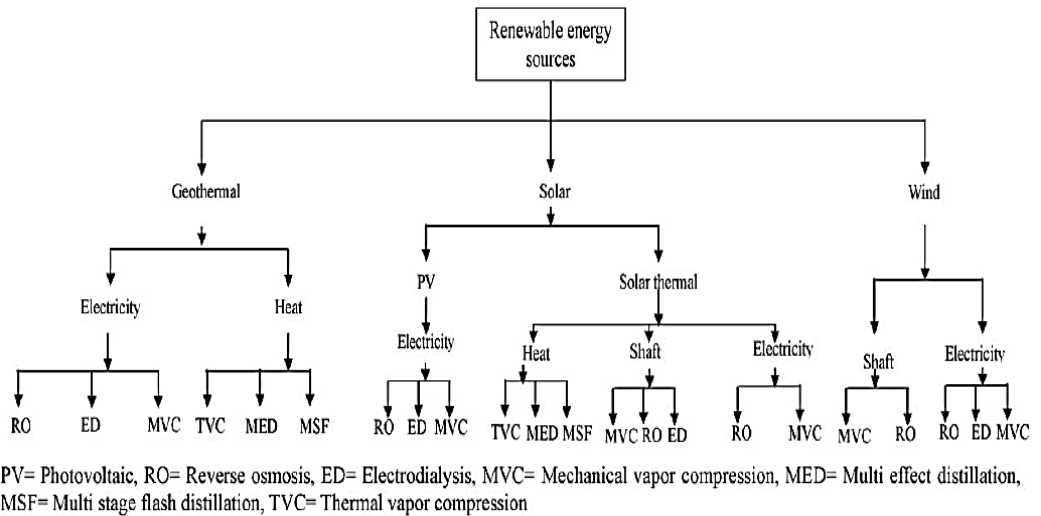 Renewable energy
sources
Geothermal Solar Wind
PV Solar thermal
Electricity Heat
Electricity Heat Shaft Electricity Shaft Electricity
RO ED MVC TVC MED MSF RO ED MVC TVC MED MSF MVC RO ED RO MVC MVC RO RO ED MVC
PV= Photovoltaic, RO= Reverse osmosis, ED= Electrodialysis, MVC= Mechanical vapor compression, MED= Multi effect distillation,
MSF= Multi stage flash distillation, TVC= Thermal vapor compression